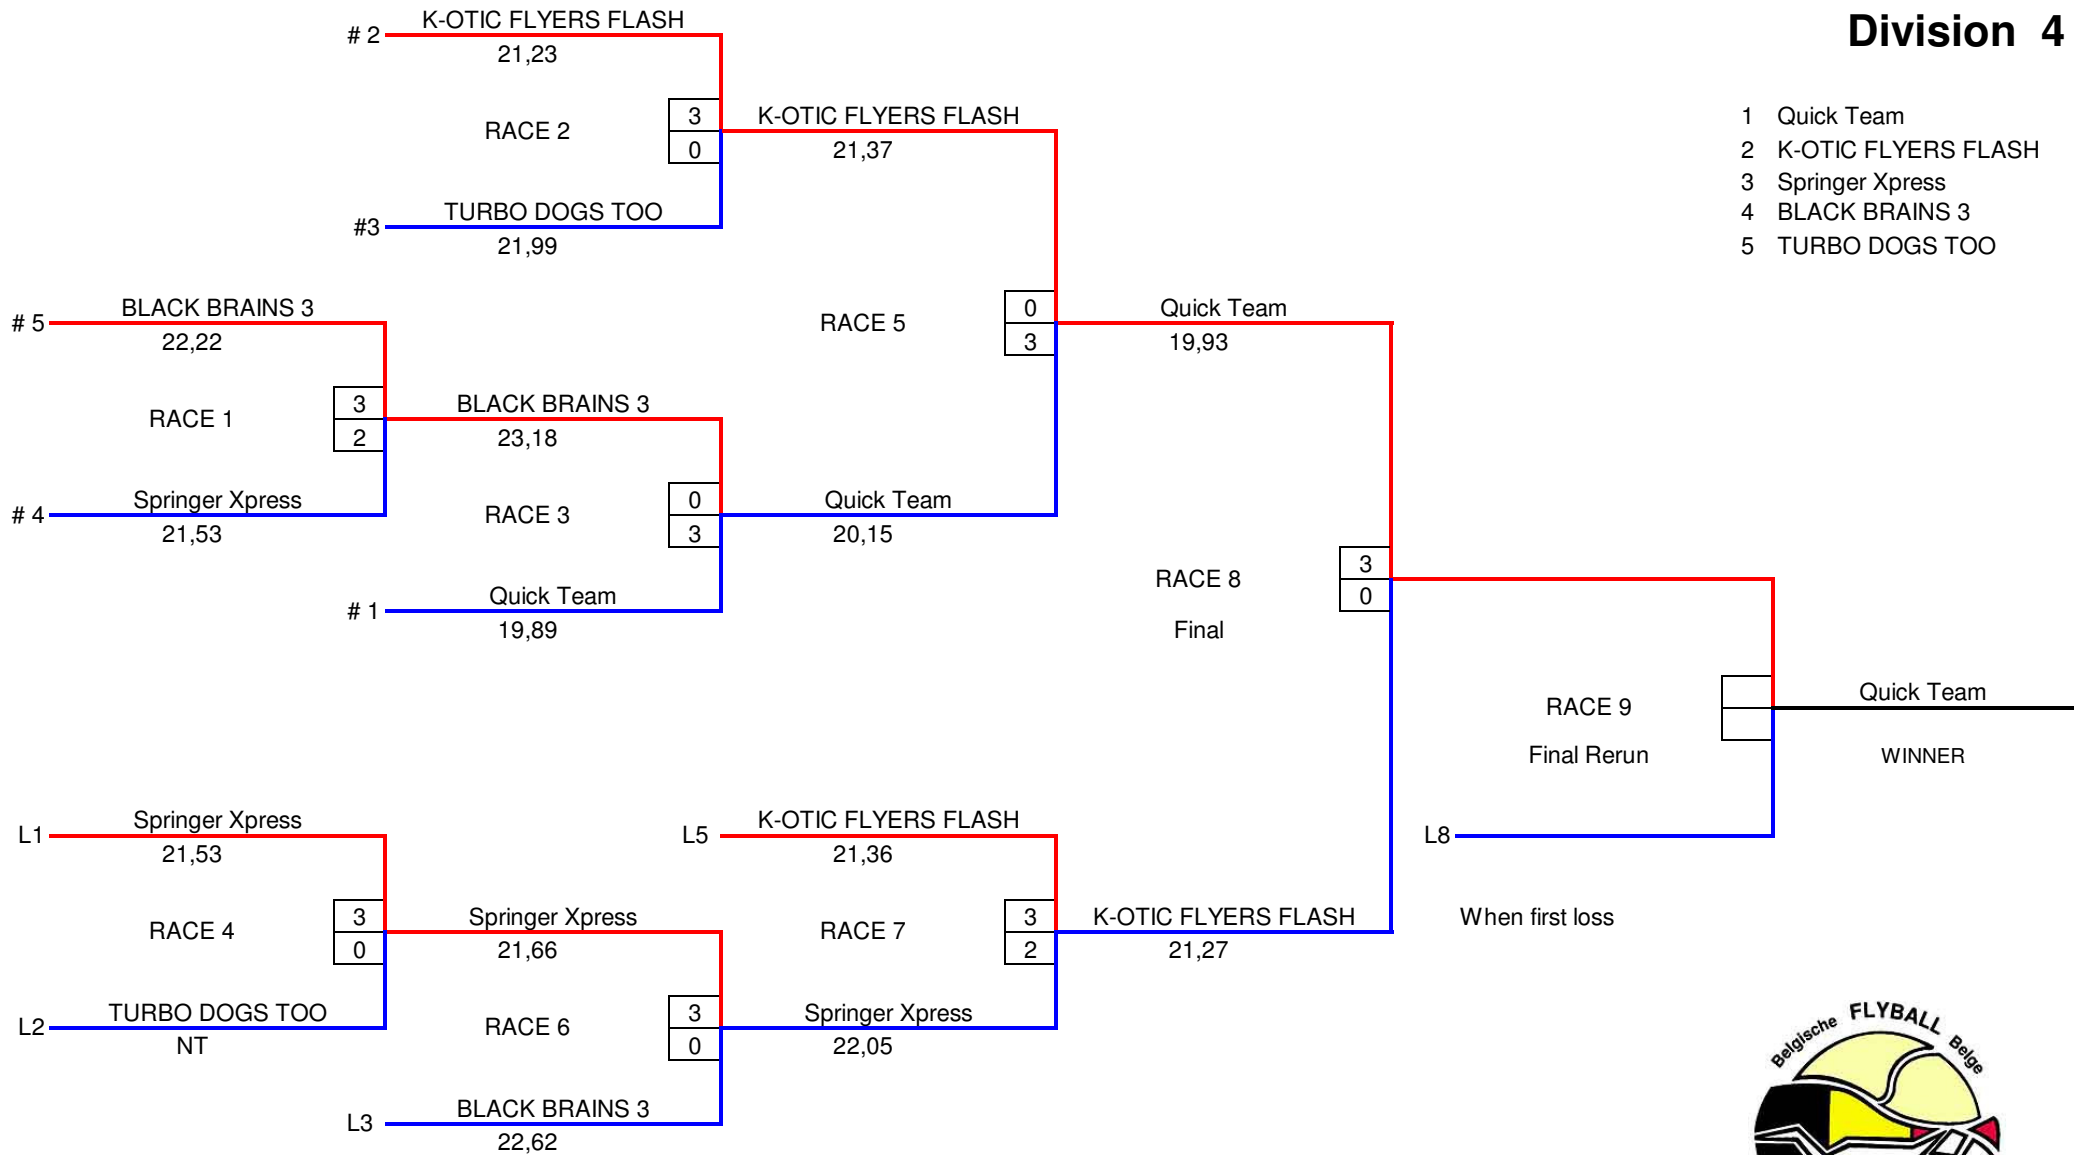 Division 4
K-OTIC FLYERS FLASH
# 2
21,23
RACE 2
3
0
K-OTIC FLYERS FLASH
21,37
TURBO DOGS TOO
#3
21,99
1 Quick Team
2 K-OTIC FLYERS FLASH
3 Springer Xpress
4 BLACK BRAINS 3
5 TURBO DOGS TOO
BLACK BRAINS 3
# 5
22,22
RACE 5
0
3
Quick Team
19,93
RACE 1
3
2
BLACK BRAINS 3
23,18
Springer Xpress
# 4
21,53
RACE 3
0
3
Quick Team
20,15
Quick Team
# 1
19,89
RACE 8
3
0
Final
RACE 9
Final Rerun
Quick Team
WINNER
Springer Xpress
L1
21,53
K-OTIC FLYERS FLASH
L5
21,36
L8
RACE 4
3
0
Springer Xpress
21,66
RACE 7
3
2
K-OTIC FLYERS FLASH
21,27
When first loss
TURBO DOGS TOO
L2
NT
RACE 6
3
0
Springer Xpress
22,05
BLACK BRAINS 3
L3
22,62
Belgische FLYBALL Belge